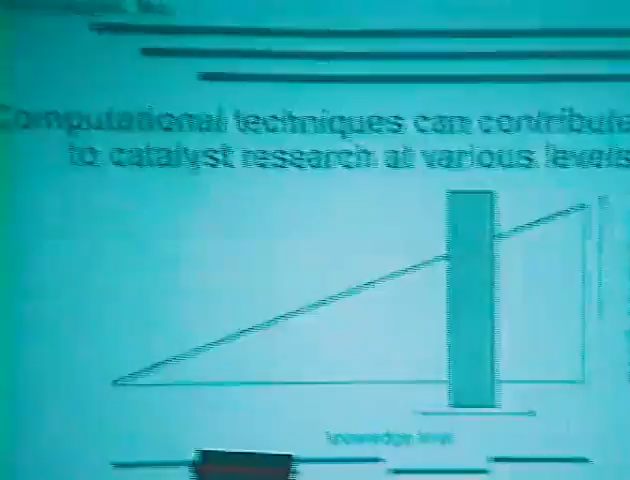 Computational techniques can contribute
to catalyst research at various levels
knowledge level